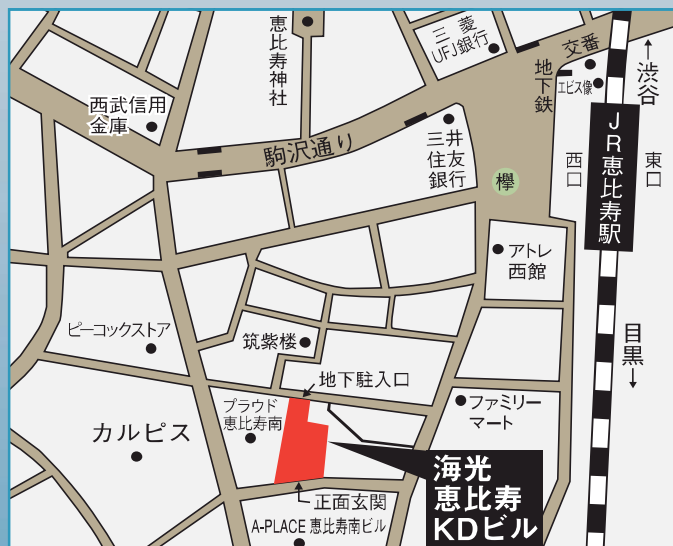 恵比寿神社
三菱
UFJ銀行
交番
地下鉄
エビス像
渋谷
西武信用
金庫
駒沢通り
三井
住友
銀行
欅
西口
JR恵比寿駅
東口
アトレ
西館
ピーコックストア
筑紫楼
目黒
地下駐入口
プラウド
恵比寿南
ファミリー
マート
カルピス
海光
恵比寿
KDビル
正面玄関
A-PLACE 恵比寿南ビル